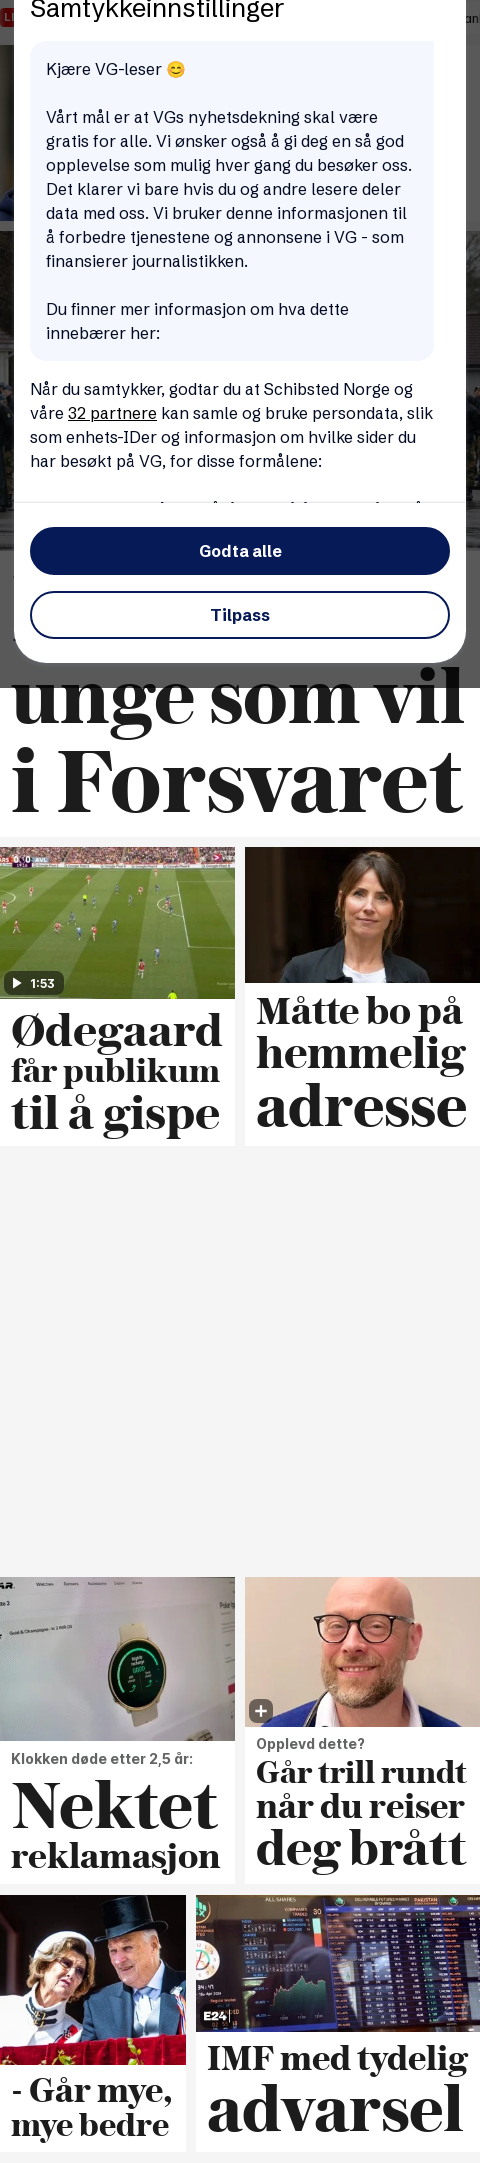 Samtykkeinnstillinger
Kjære VG-leser 😊
Vårt mål er at VGs nyhetsdekning skal være
gratis for alle. Vi ønsker også å gi deg en så god
opplevelse som mulig hver gang du besøker oss.
Det klarer vi bare hvis du og andre lesere deler
data med oss. Vi bruker denne informasjonen til
å forbedre tjenestene og annonsene i VG - som
finansierer journalistikken.
Du finner mer informasjon om hva dette
innebærer her:
Når du samtykker, godtar du at Schibsted Norge og
våre 32 partnere kan samle og bruke persondata, slik
som enhets-IDer og informasjon om hvilke sider du
har besøkt på VG, for disse formålene:
Godta alle
Tilpass
unge som vil
i Forsvaret
0 0 AVL
1:53
Ødegaard
får publikum
til å gispe
Måtte bo på
hemmelig
adresse
Klokken døde etter 2,5 år:
Nektet
reklamasjon
Opplevd dette?
Går trill rundt
når du reiser
deg brått
- Går mye,
mye bedre
ALL-SHARES
PAKISTAN
E24
IMF med tydelig
advarsel